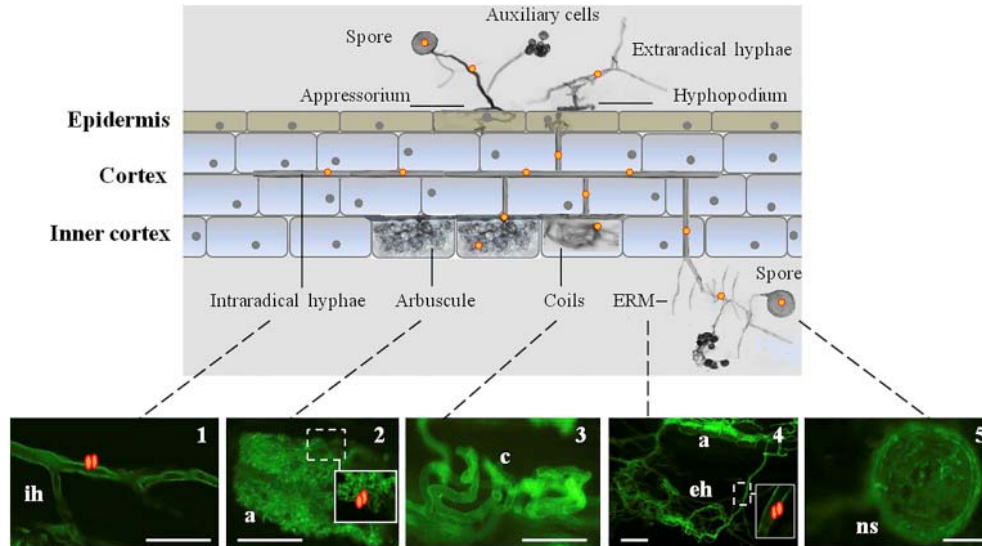 Auxiliary cells
Spore
Extraradical hyphae
Appressorium
Hyphopodium
Epidermis
Cortex
Inner cortex
Spore
Intraradical hyphae
Arbuscule
Coils
ERM–
1
ih
2
a
3
c
4
a
eh
5
ns